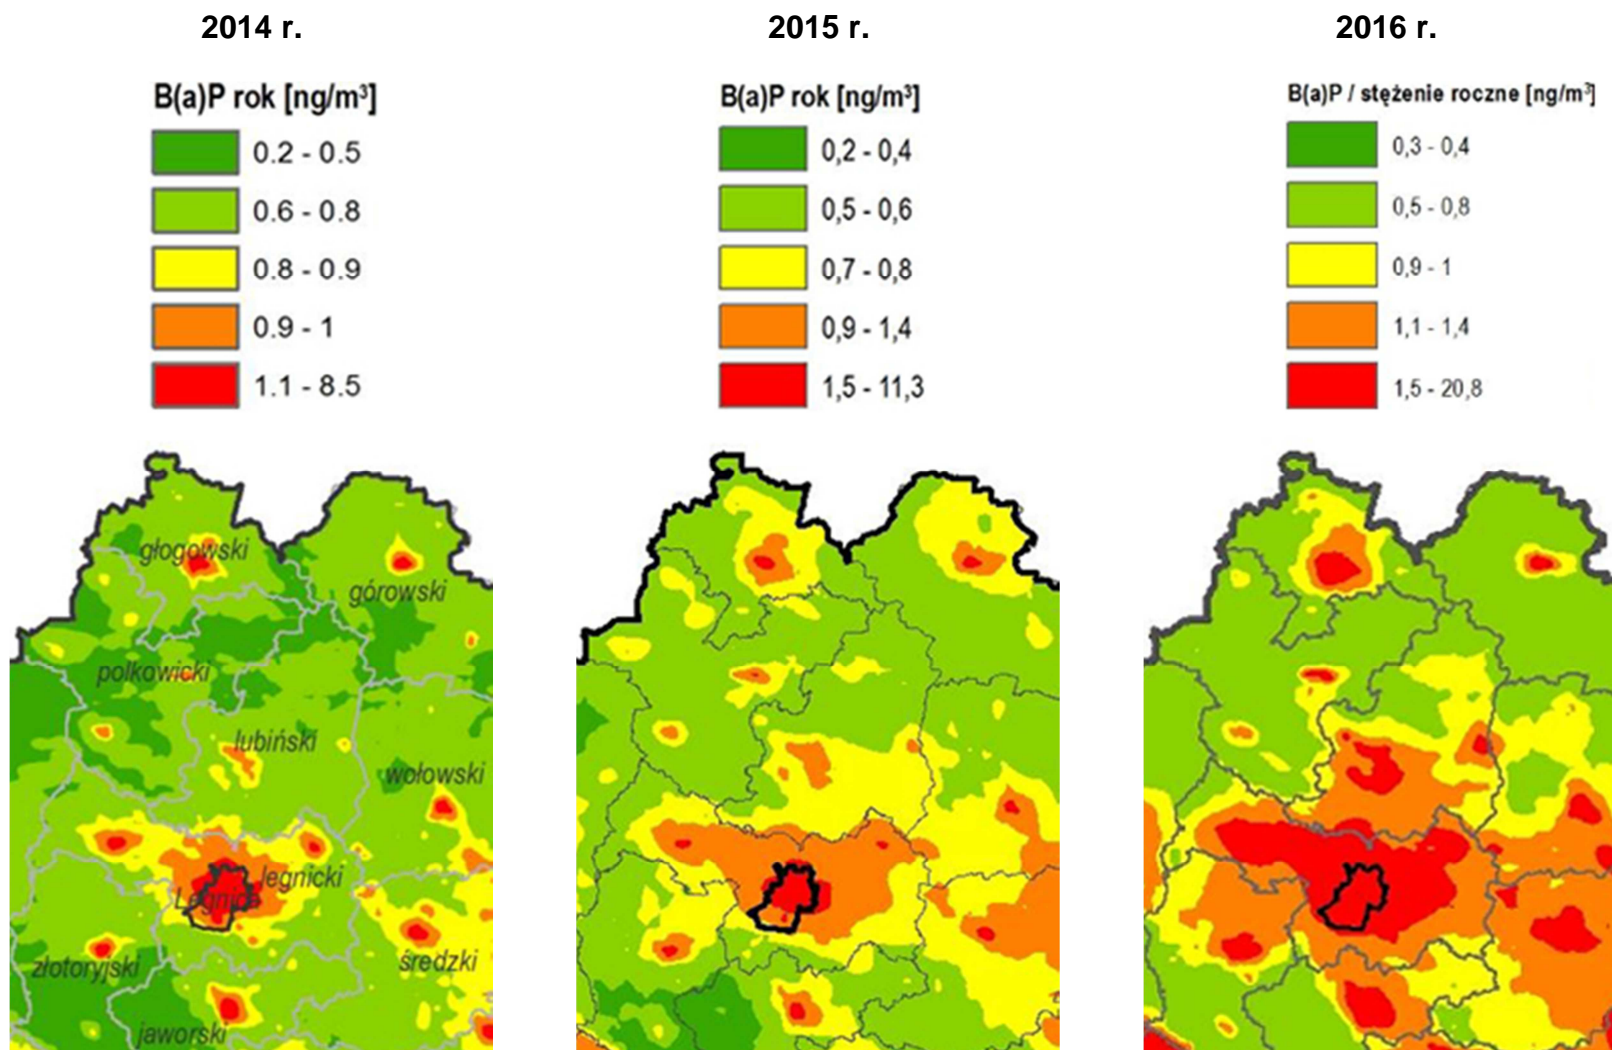 2014 r.
2015 r.
2016 r.
B(a)P rok [ng/m³]
0.2 - 0.5
0.6 - 0.8
0.8 - 0.9
0.9 - 1
1.1 - 8.5
B(a)P rok [ng/m³]
0,2 - 0,4
0,5 - 0,6
0,7 - 0,8
0,9 - 1,4
1,5 - 11,3
B(a)P / stężenie roczne [ng/m³]
0,3 - 0,4
0,5 - 0,8
0,9 - 1
1,1 - 1,4
1,5 - 20,8
głogowski
górowski
polkowicki
lubiński
wołowski
legnicki
Legnica
złotoryjski
średzki
jaworski